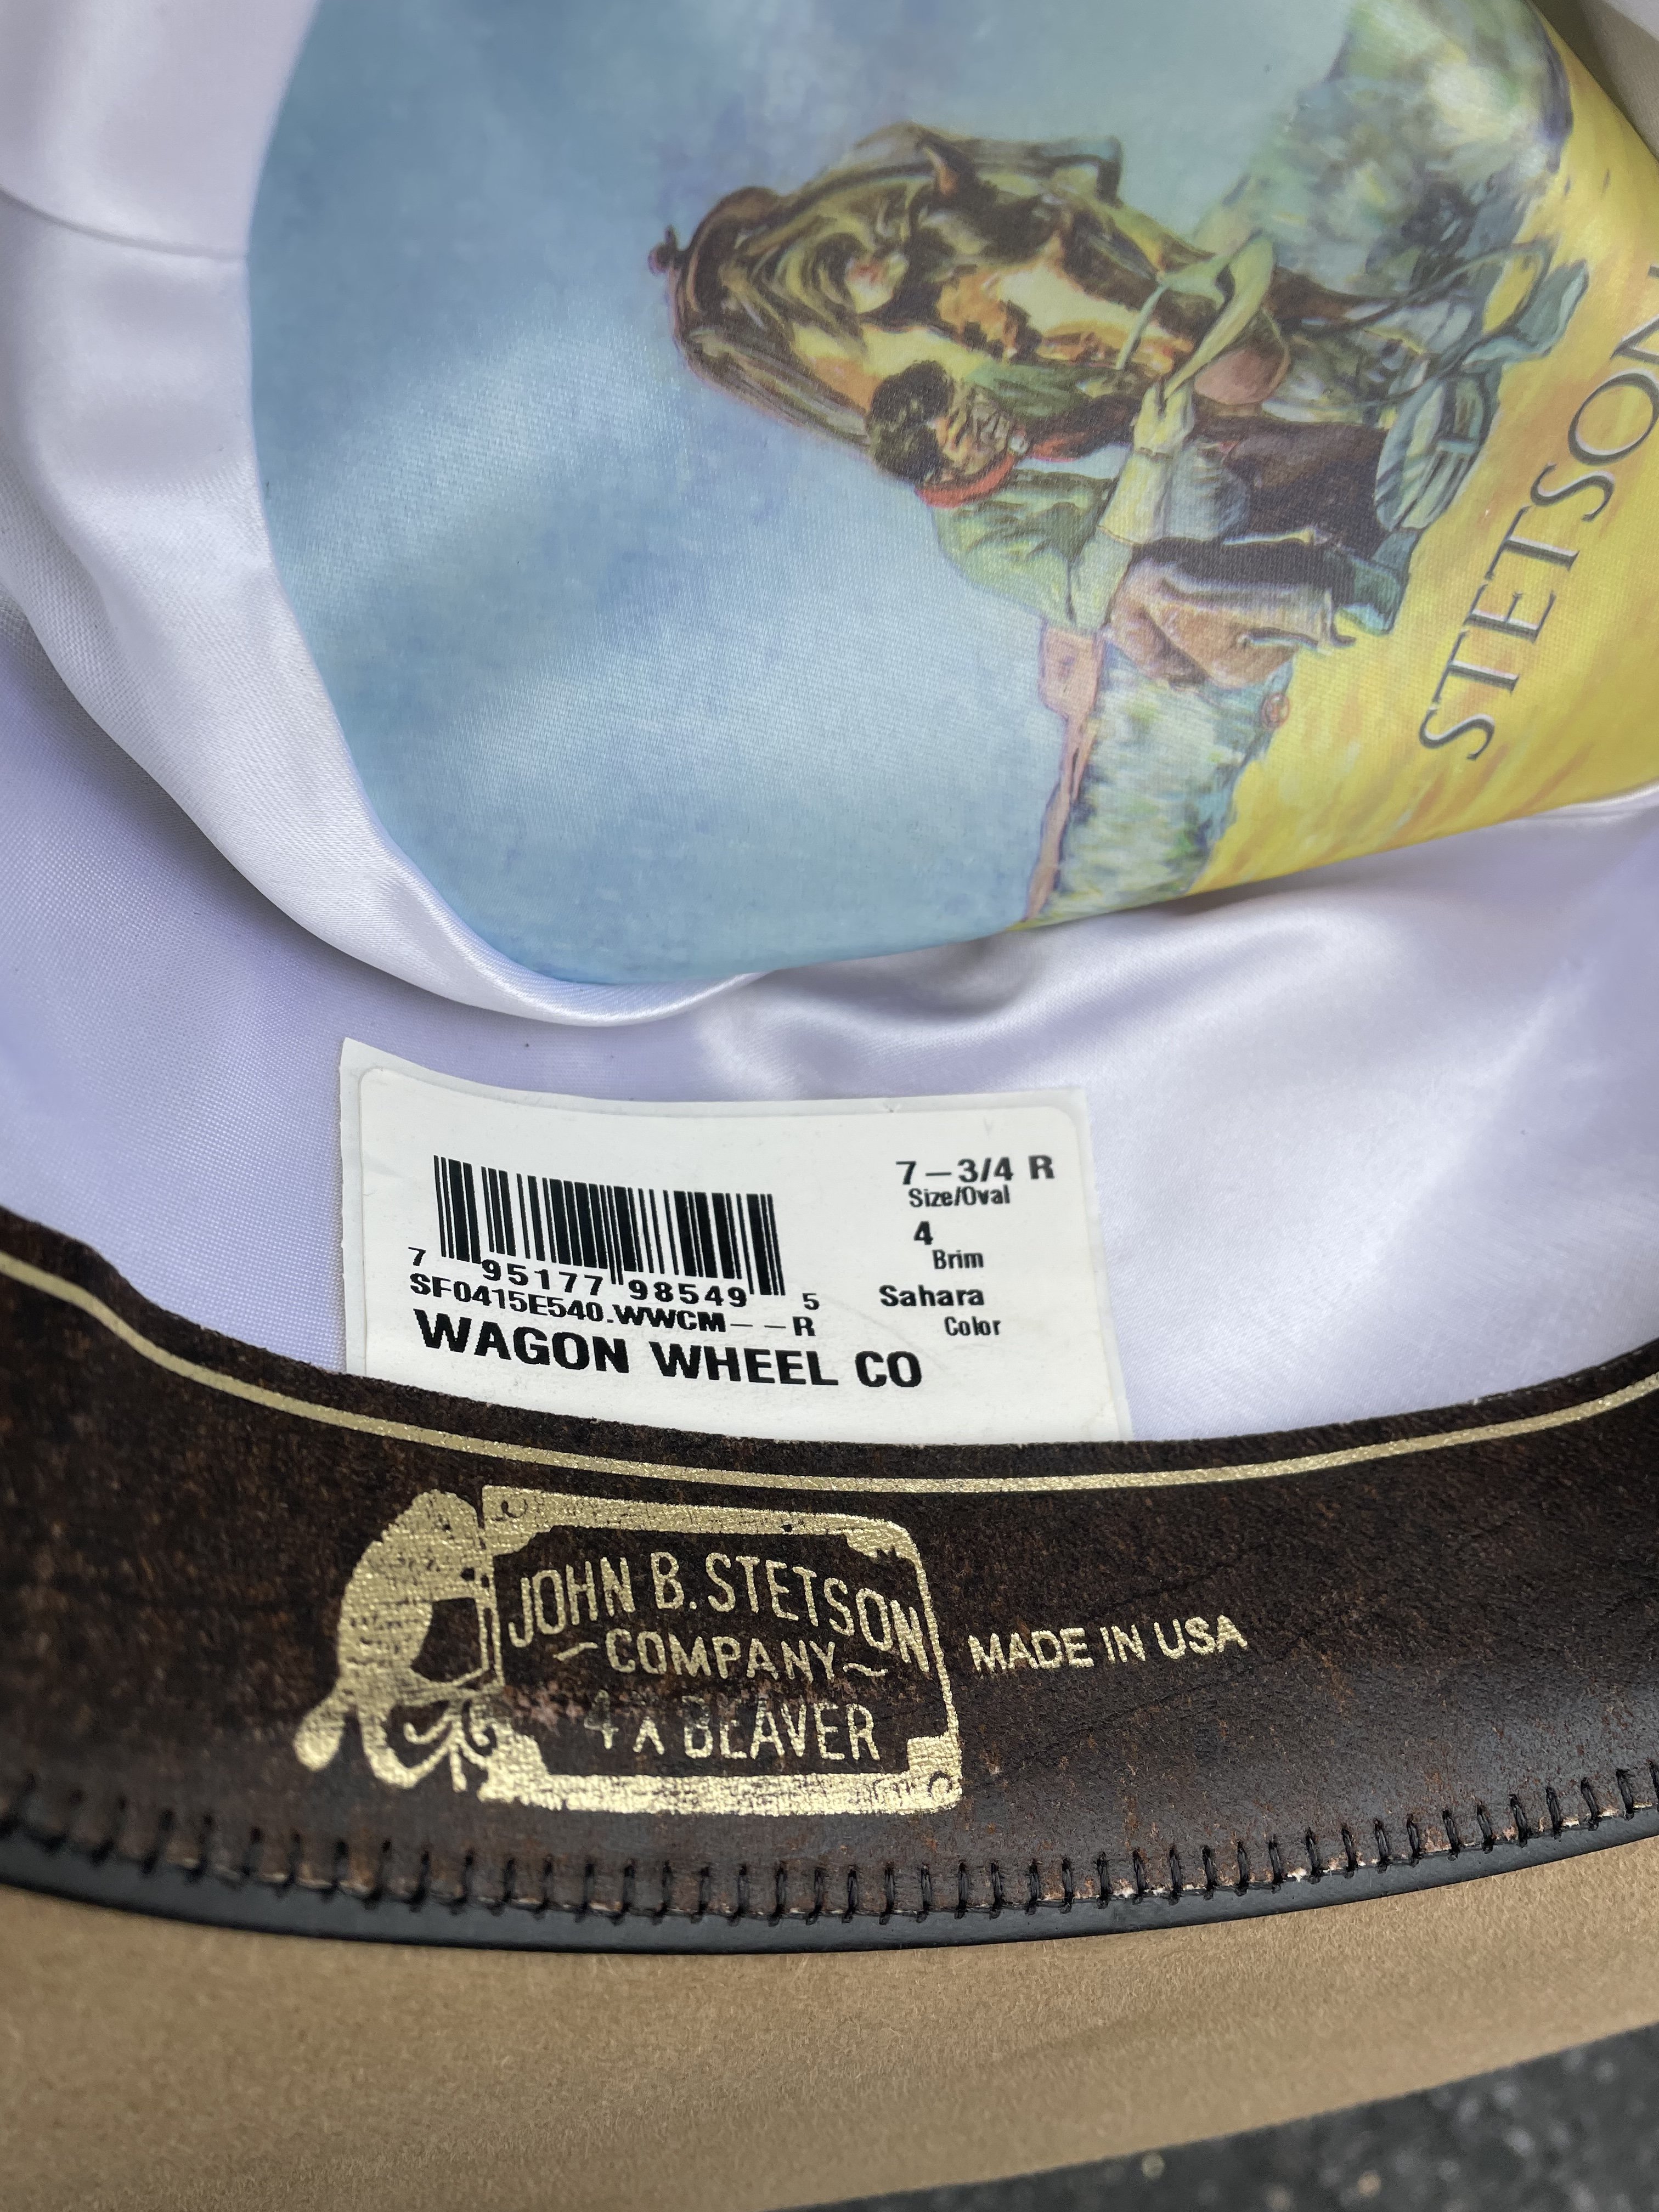 STETSON
7-3/4 R
Size/Oval
4
Brim
Sahara
Color
7 95177 98549 5
SF0415E540.WWCM--R
WAGON WHEEL CO
JOHN B. STETSON
~COMPANY~
4X BEAVER
MADE IN USA